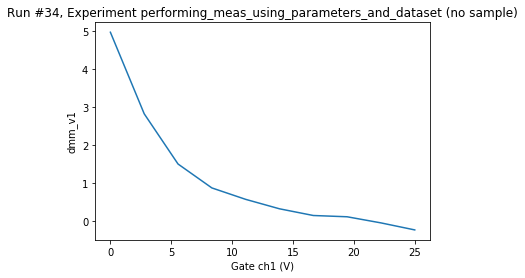 Run #34, Experiment performing_meas_using_parameters_and_dataset (no sample)
5
4
3
2
1
0
dmm_v1
0 5 10 15 20 25
Gate ch1 (V)